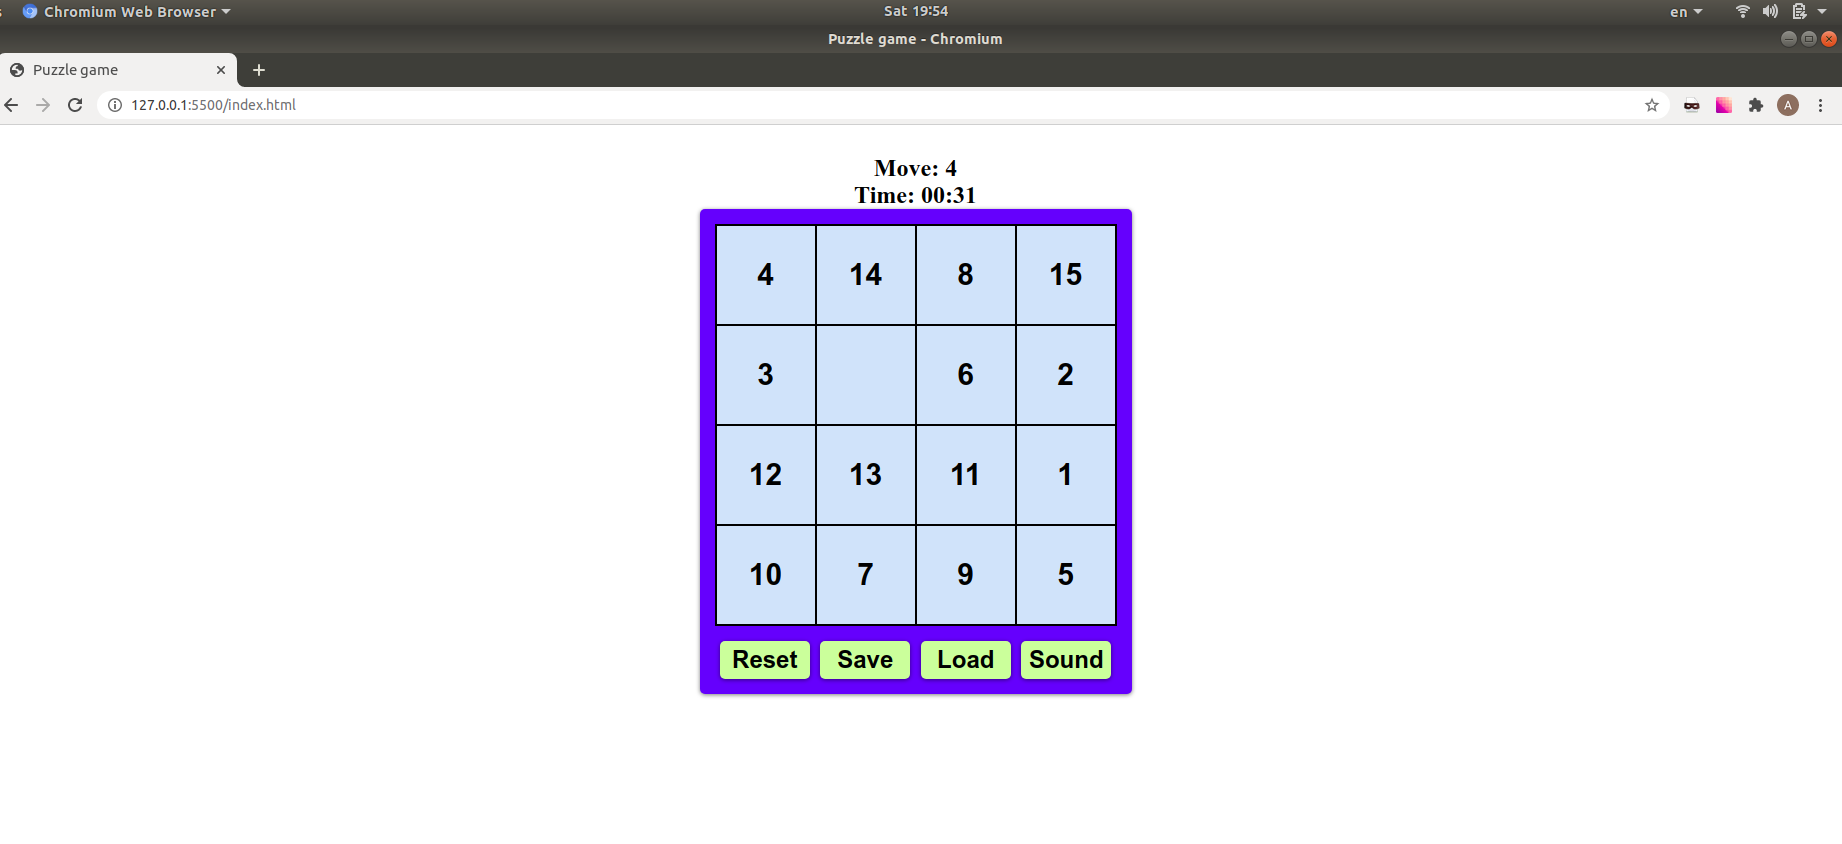 Chromium Web Browser Sat 19:54 en
Puzzle game - Chromium
Puzzle game
127.0.0.1:5500/index.html A
Move: 4
Time: 00:31
4 14 8 15
3 6 2
12 13 11 1
10 7 9 5
Reset Save Load Sound